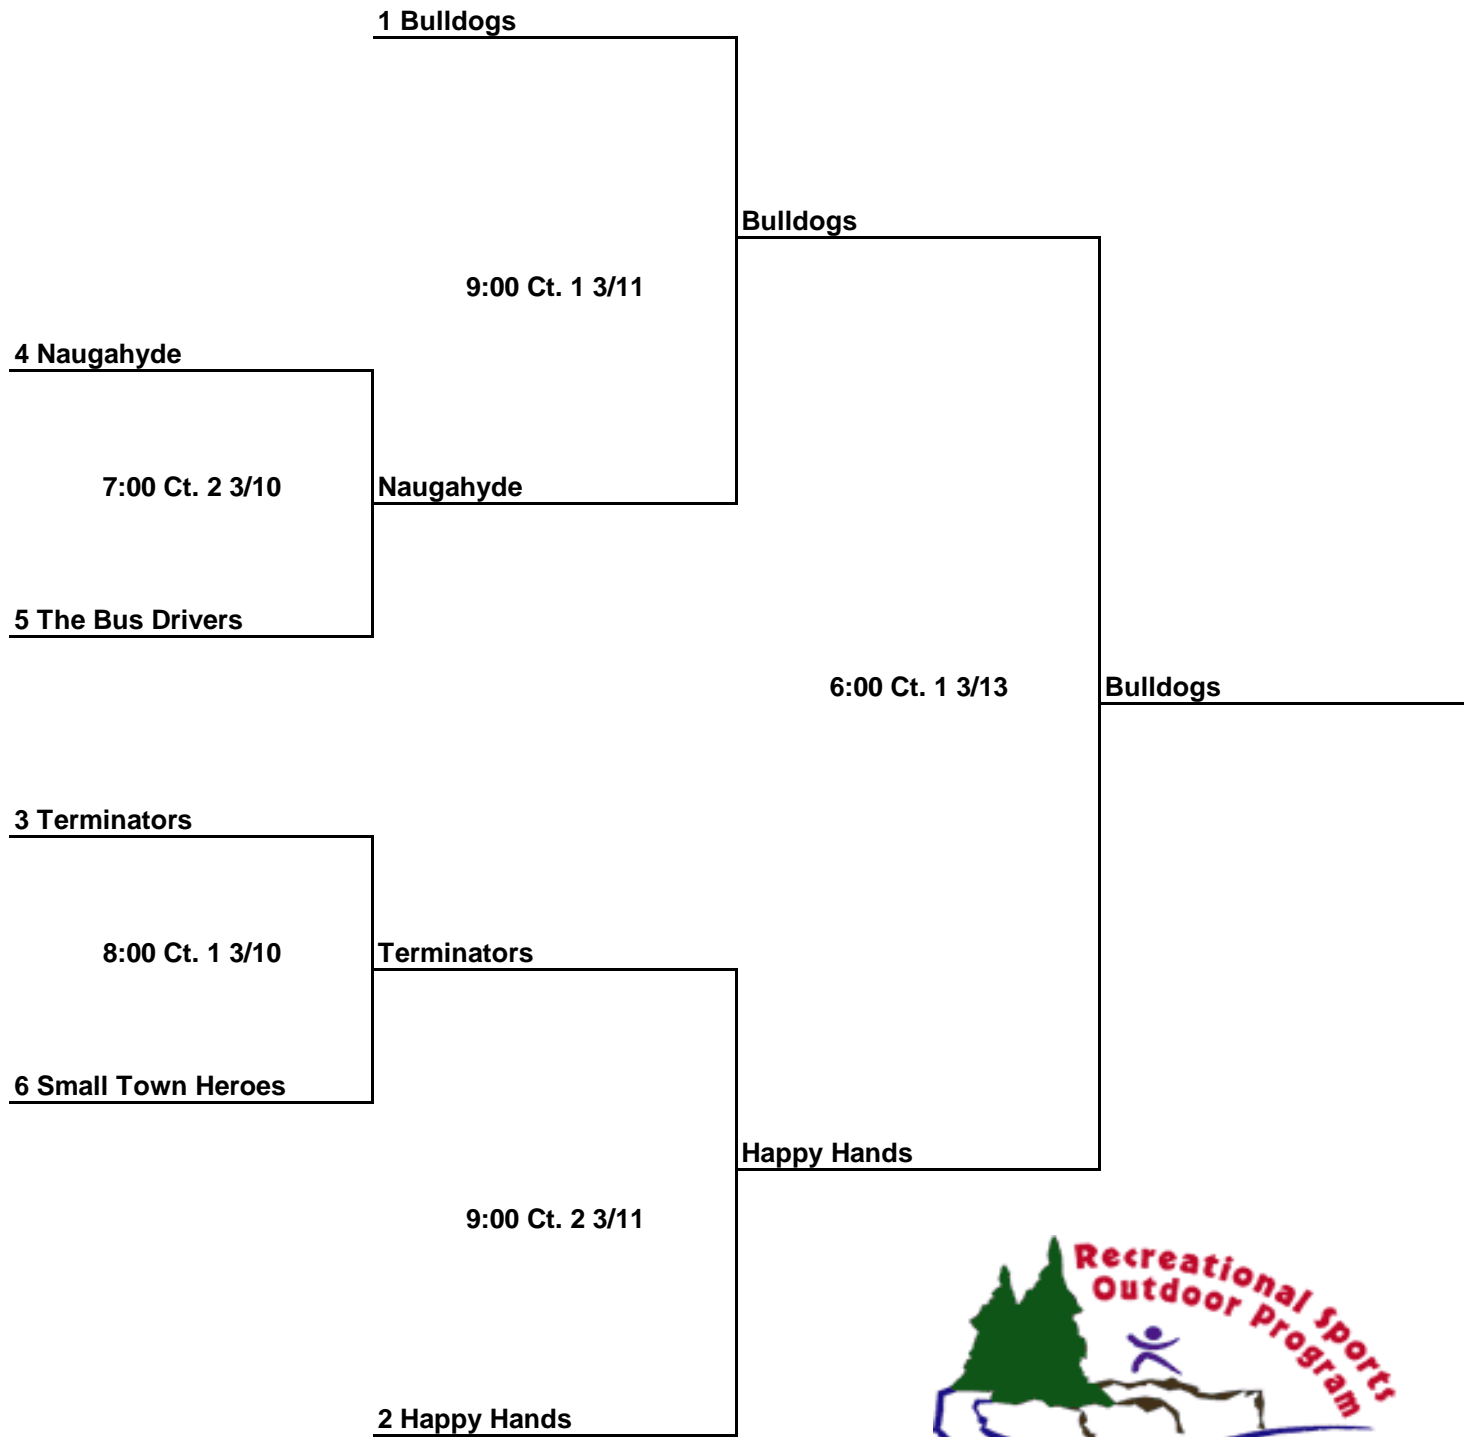 1 Bulldogs
Bulldogs
9:00 Ct. 1 3/11
4 Naugahyde
7:00 Ct. 2 3/10
Naugahyde
5 The Bus Drivers
6:00 Ct. 1 3/13
Bulldogs
3 Terminators
8:00 Ct. 1 3/10
Terminators
6 Small Town Heroes
Happy Hands
9:00 Ct. 2 3/11
Recreational Sports
Outdoor Program
2 Happy Hands